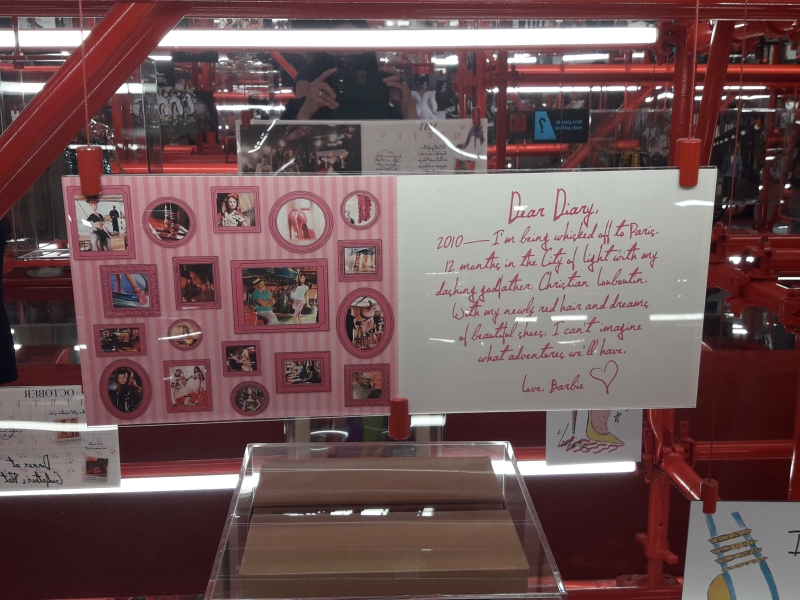 Dear Diary,
2010—I'm being whisked off to Paris.
12 months in the City of Light with my
dashing godfather, Christian Louboutin.
With my newly red hair and dreams
of beautiful shoes, I can't imagine
what adventures we'll have.
Love, Barbie
OCTOBER
Dinner at